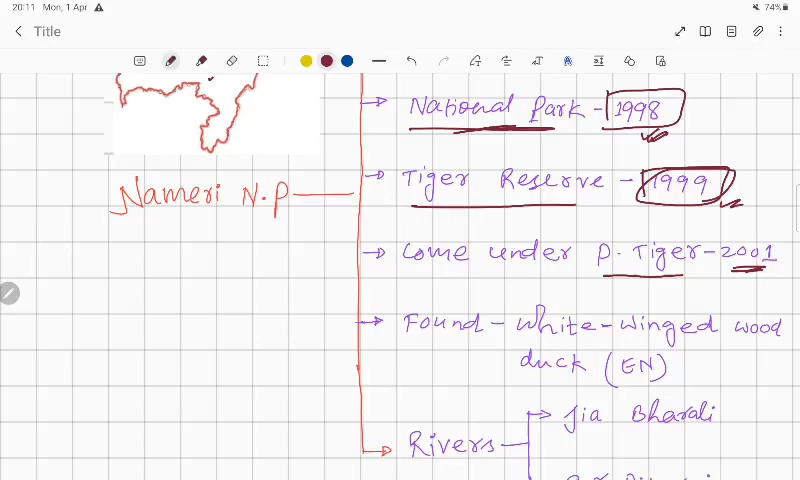 20:11 Mon, 1 Apr
74%
Title
National Park - 1998
Tiger Reserve - 1999
Nameri N.P
Come under P. Tiger - 2001
Found - White-winged wood
duck (EN)
Jia Bharali
Rivers